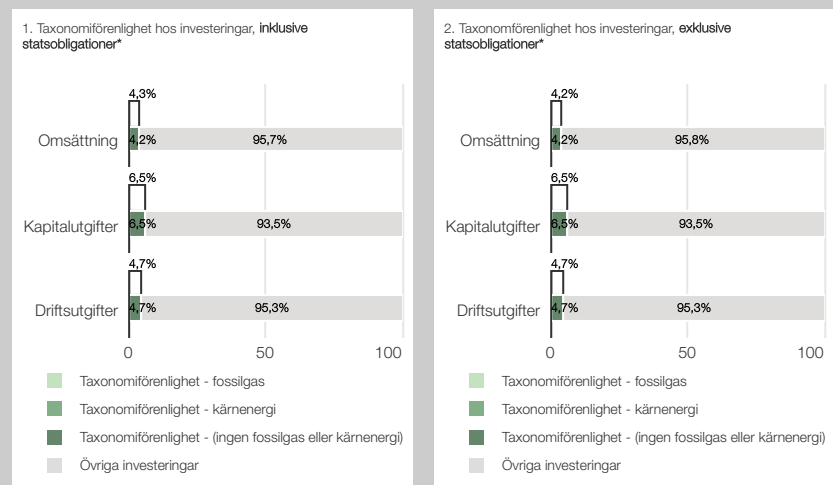 1. Taxonomiförenlighet hos investeringar, inklusive
statsobligationer*
4,3%
Omsättning 4,2% 95,7%
6,5%
Kapitalutgifter 6,5% 93,5%
4,7%
Driftsutgifter 4,7% 95,3%
0 50 100
Taxonomiförenlighet - fossilgas
Taxonomiförenlighet - kärnenergi
Taxonomiförenlighet - (ingen fossilgas eller kärnenergi)
Övriga investeringar
2. Taxonomförenlighet hos investeringar, exklusive
statsobligationer*
4,2%
Omsättning 4,2% 95,8%
6,5%
Kapitalutgifter 6,5% 93,5%
4,7%
Driftsutgifter 4,7% 95,3%
0 50 100
Taxonomiförenlighet - fossilgas
Taxonomiförenlighet - kärnenergi
Taxonomiförenlighet - (ingen fossilgas eller kärnenergi)
Övriga investeringar